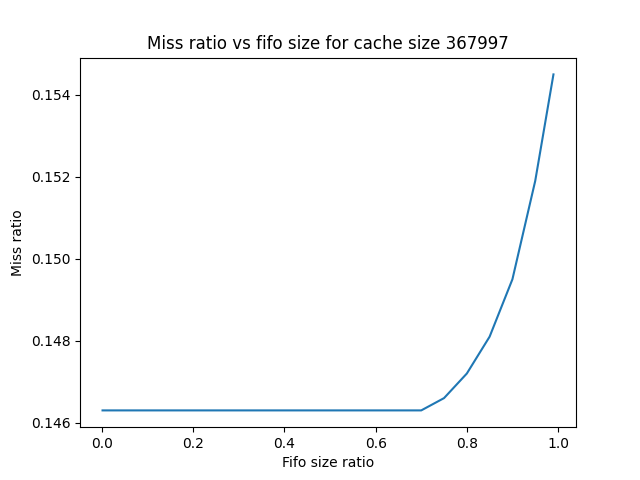 Miss ratio vs fifo size for cache size 367997
0.154
0.152
0.150
0.148
0.146
Miss ratio
0.0 0.2 0.4 0.6 0.8 1.0
Fifo size ratio